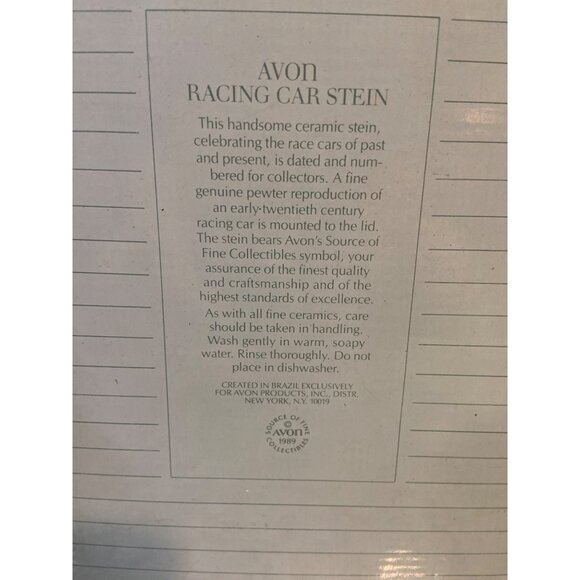 AVON
RACING CAR STEIN
This handsome ceramic stein,
celebrating the race cars of past
and present, is dated and num-
bered for collectors. A fine
genuine pewter reproduction of
an early-twentieth century
racing car is mounted to the lid.
The stein bears Avon's Source of
Fine Collectibles symbol, your
assurance of the finest quality
and craftsmanship and of the
highest standards of excellence.
As with all fine ceramics, care
should be taken in handling.
Wash gently in warm, soapy
water. Rinse thoroughly. Do not
place in dishwasher.
CREATED IN BRAZIL EXCLUSIVELY
FOR AVON PRODUCTS, INC., DISTR.
NEW YORK, N.Y. 10019
SOURCE OF FINE
©
AVON
1989
COLLECTIBLES